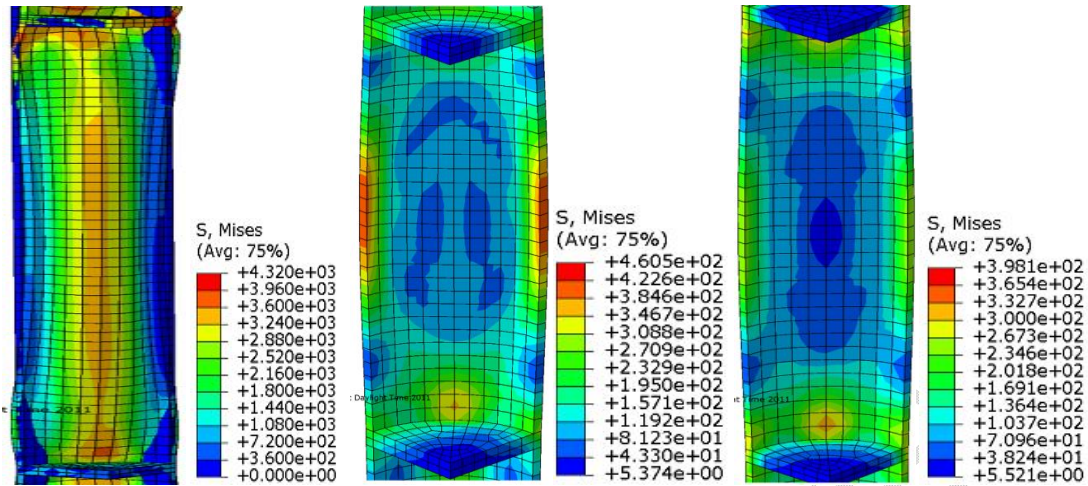 S, Mises
(Avg: 75%)
+4.320e+03
+3.960e+03
+3.600e+03
+3.240e+03
+2.880e+03
+2.520e+03
+2.160e+03
+1.800e+03
+1.440e+03
+1.080e+03
+7.200e+02
+3.600e+02
+0.000e+00
t Time 2011
S, Mises
(Avg: 75%)
+4.605e+02
+4.226e+02
+3.846e+02
+3.467e+02
+3.088e+02
+2.709e+02
+2.329e+02
+1.950e+02
+1.571e+02
+1.192e+02
+8.123e+01
+4.330e+01
+5.374e+00
: Daylight Time 2011
S, Mises
(Avg: 75%)
+3.981e+02
+3.654e+02
+3.327e+02
+3.000e+02
+2.673e+02
+2.346e+02
+2.018e+02
+1.691e+02
+1.364e+02
+1.037e+02
+7.096e+01
+3.824e+01
+5.521e+00
t Time 2011